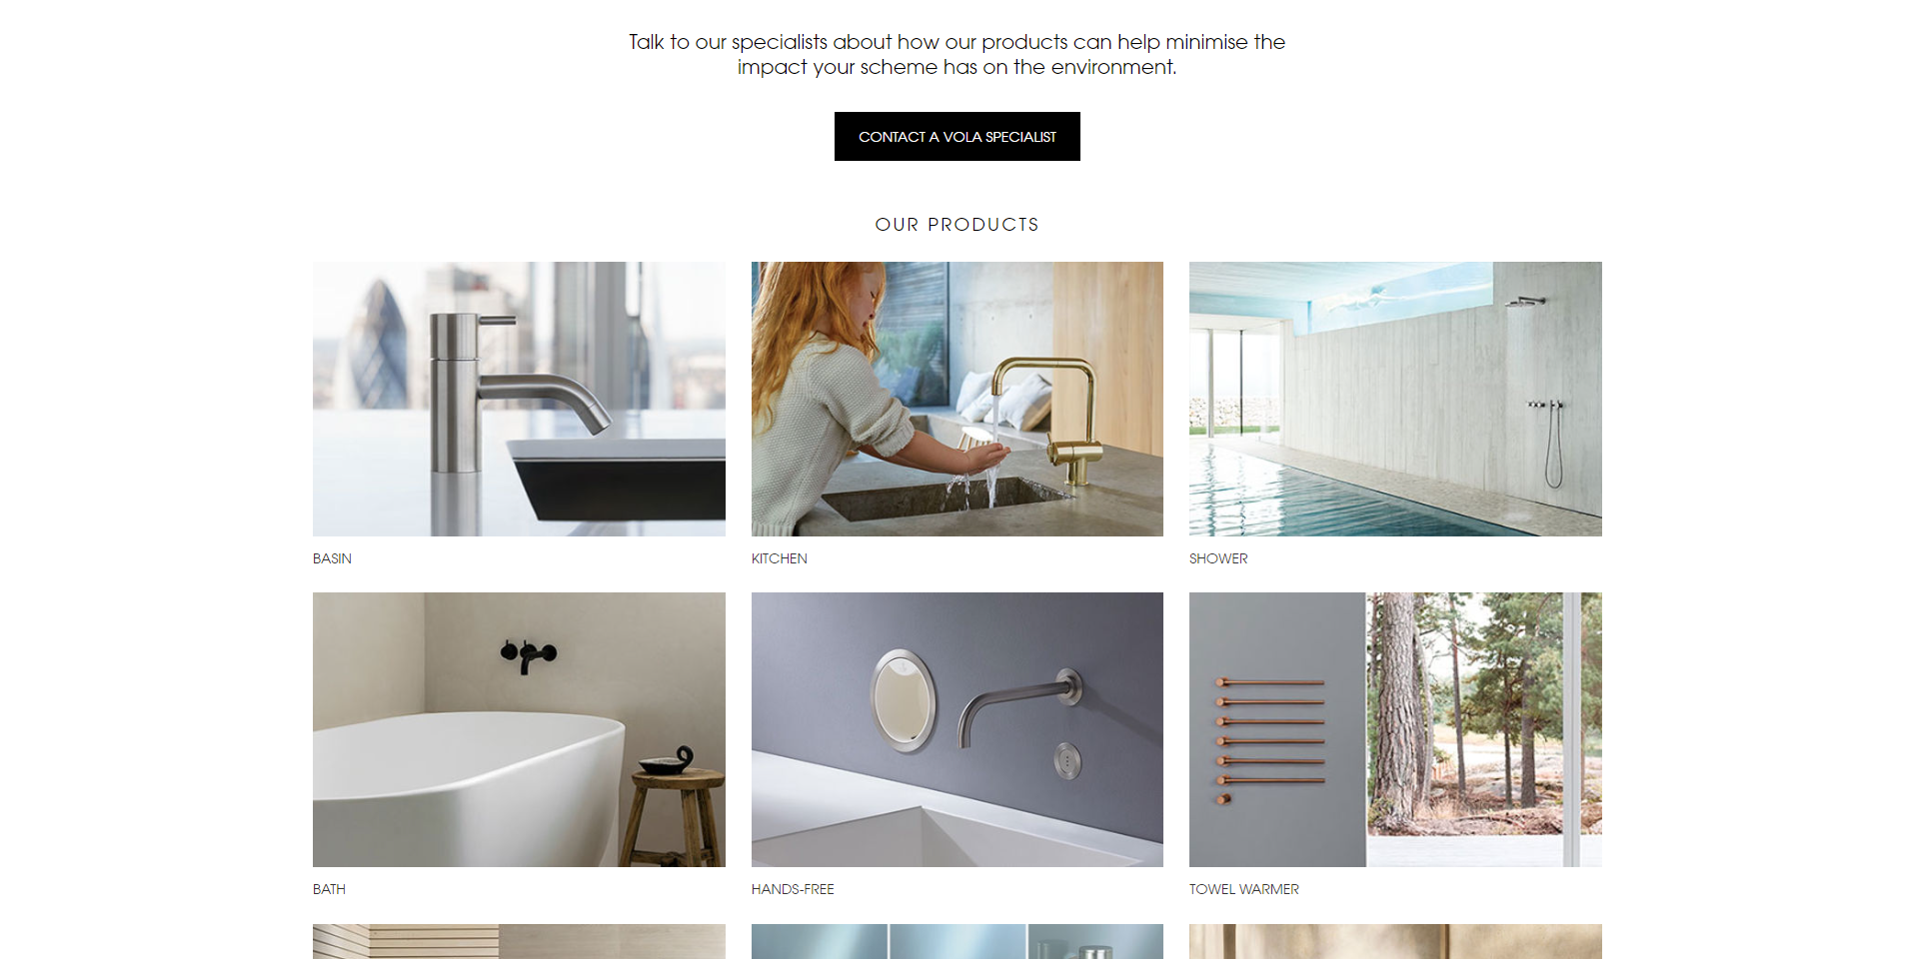 Talk to our specialists about how our products can help minimise the
impact your scheme has on the environment.
CONTACT A VOLA SPECIALIST
OUR PRODUCTS
BASIN
KITCHEN
SHOWER
BATH
HANDS-FREE
TOWEL WARMER